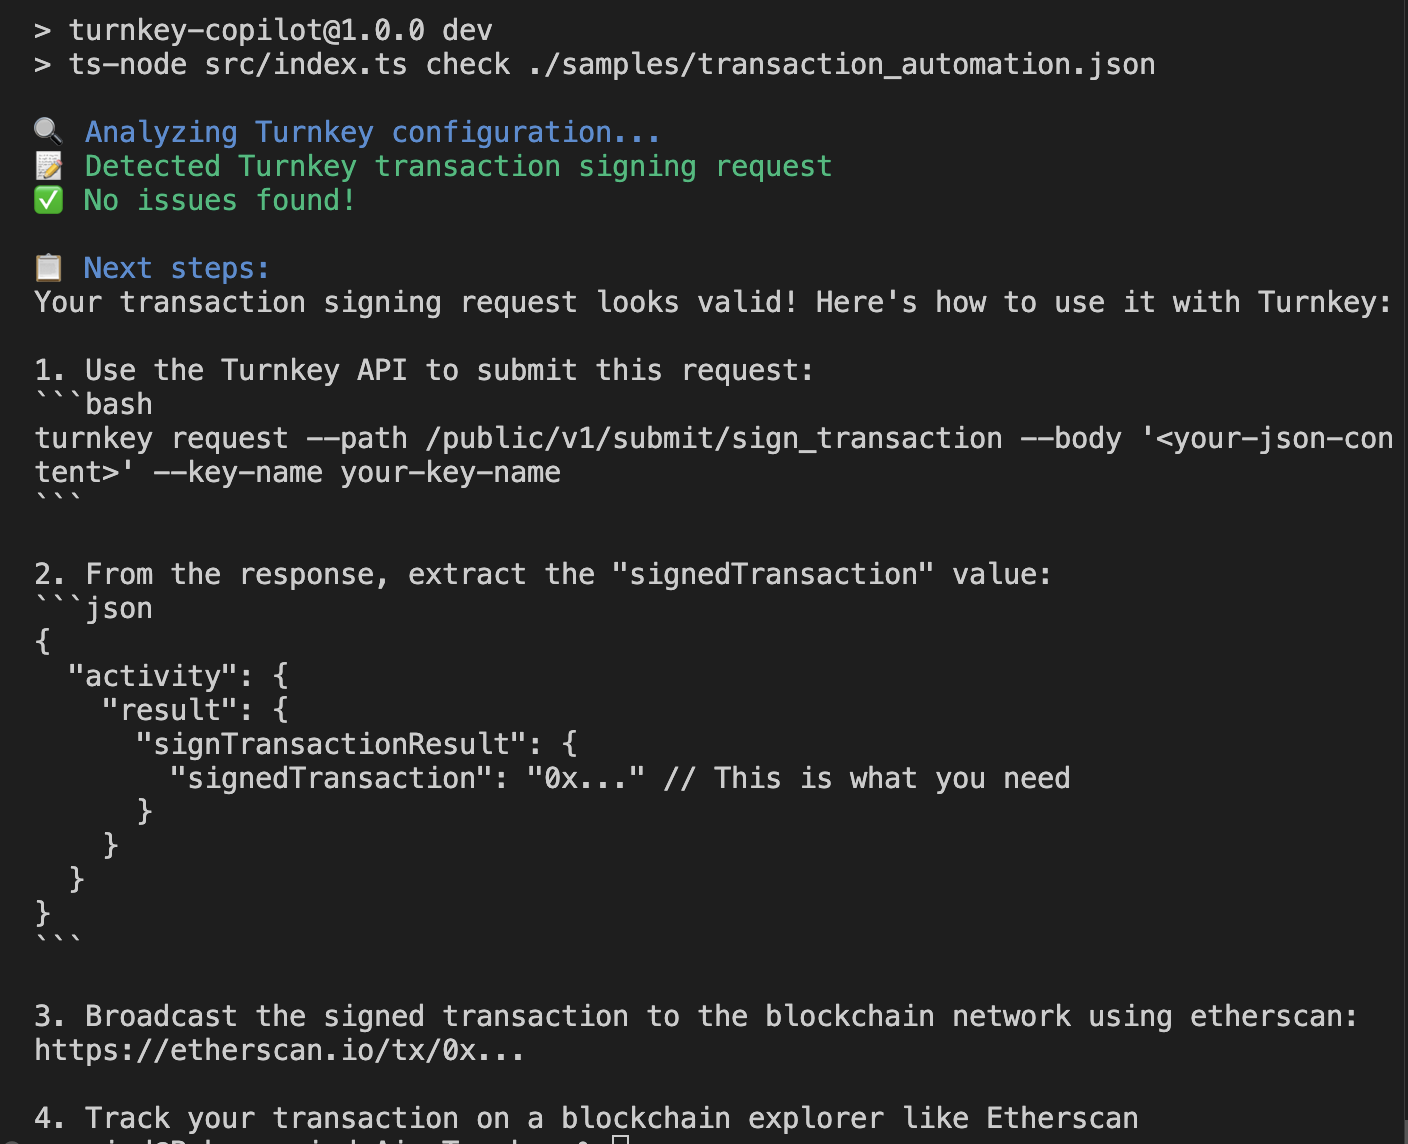 > turnkey-copilot@1.0.0 dev
> ts-node src/index.ts check ./samples/transaction_automation.json
🔍 Analyzing Turnkey configuration...
📝 Detected Turnkey transaction signing request
✅ No issues found!
📋 Next steps:
Your transaction signing request looks valid! Here's how to use it with Turnkey:
1. Use the Turnkey API to submit this request:
```bash
turnkey request --path /public/v1/submit/sign_transaction --body '<your-json-con
tent>' --key-name your-key-name
```
2. From the response, extract the "signedTransaction" value:
```json
{
  "activity": {
    "result": {
      "signTransactionResult": {
        "signedTransaction": "0x..." // This is what you need
      }
    }
  }
}
```
3. Broadcast the signed transaction to the blockchain network using etherscan:
https://etherscan.io/tx/0x...
4. Track your transaction on a blockchain explorer like Etherscan